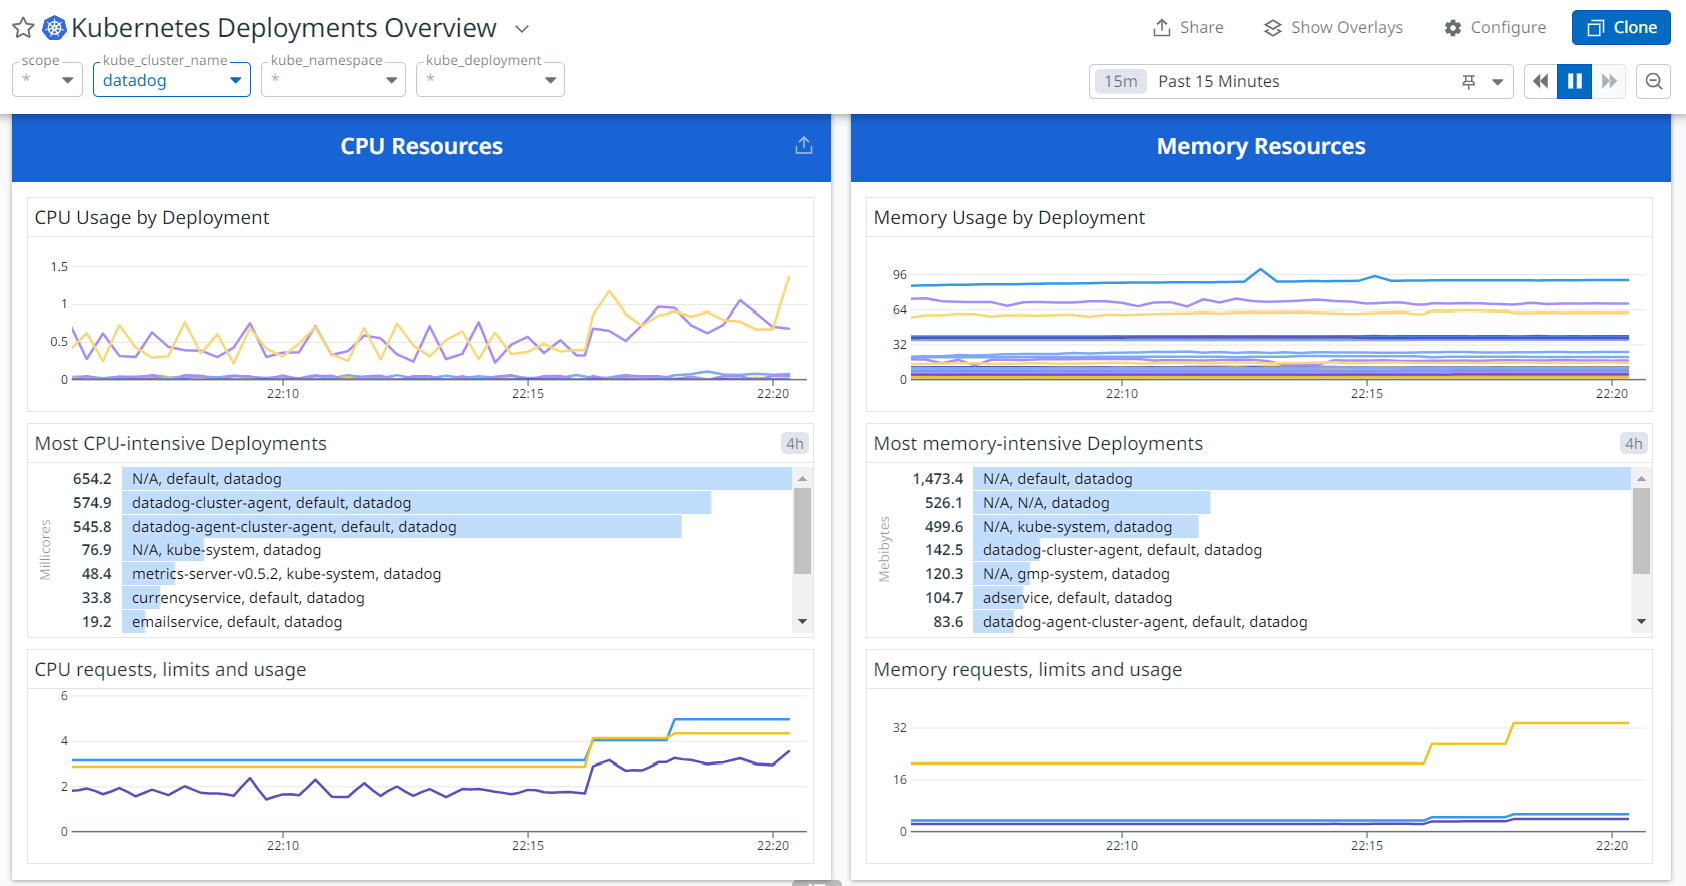 Kubernetes Deployments Overview
Share
Show Overlays
Configure
Clone
scope
*
kube_cluster_name
datadog
kube_namespace
*
kube_deployment
*
15m Past 15 Minutes
CPU Resources
CPU Usage by Deployment
1.5
1
0.5
0
22:10 22:15 22:20
Most CPU-intensive Deployments
4h
Millicores
654.2 N/A, default, datadog
574.9 datadog-cluster-agent, default, datadog
545.8 datadog-agent-cluster-agent, default, datadog
76.9 N/A, kube-system, datadog
48.4 metrics-server-v0.5.2, kube-system, datadog
33.8 currencyservice, default, datadog
19.2 emailservice, default, datadog
CPU requests, limits and usage
6
4
2
0
22:10 22:15 22:20
Memory Resources
Memory Usage by Deployment
96
64
32
0
22:10 22:15 22:20
Most memory-intensive Deployments
4h
Mebibytes
1,473.4 N/A, default, datadog
526.1 N/A, N/A, datadog
499.6 N/A, kube-system, datadog
142.5 datadog-cluster-agent, default, datadog
120.3 N/A, gmp-system, datadog
104.7 adservice, default, datadog
83.6 datadog-agent-cluster-agent, default, datadog
Memory requests, limits and usage
32
16
0
22:10 22:15 22:20